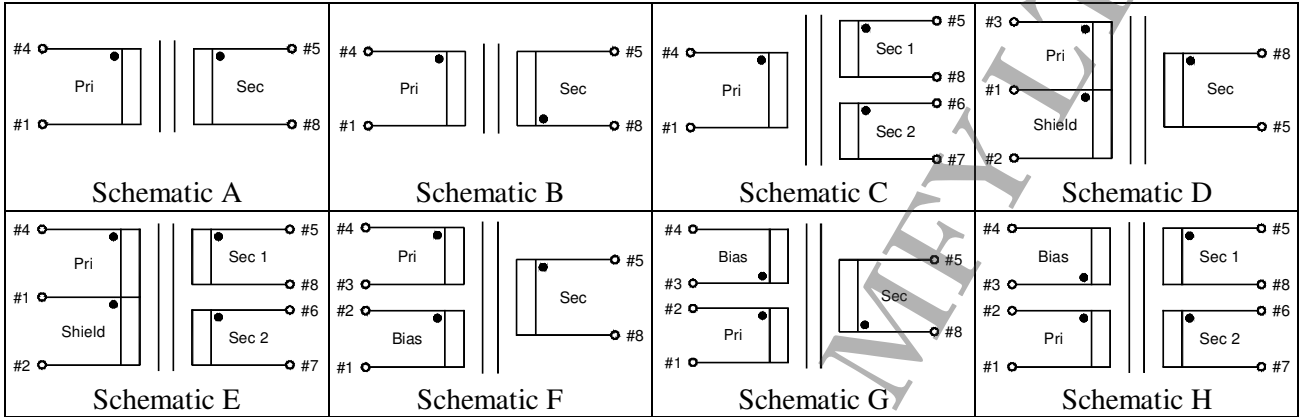 #4 #5
Pri Sec
#1 #8
Schematic A
#4 #5
Pri Sec
#1 #8
Schematic B
#4 #5
Sec 1
Pri #8
#6
#1 Sec 2
#7
Schematic C
#3
Pri #8
#1 Sec
Shield #5
#2
Schematic D
#4 #5
Pri Sec 1
#8
#1 #6
Shield Sec 2
#2 #7
Schematic E
#4
Pri #5
#3
#2 Sec
Bias #8
#1
Schematic F
#4
Bias #5
#3
#2 Sec
Pri #8
#1
Schematic G
#4 #5
Bias Sec 1
#3 #8
#2 #6
Pri Sec 2
#1 #7
Schematic H